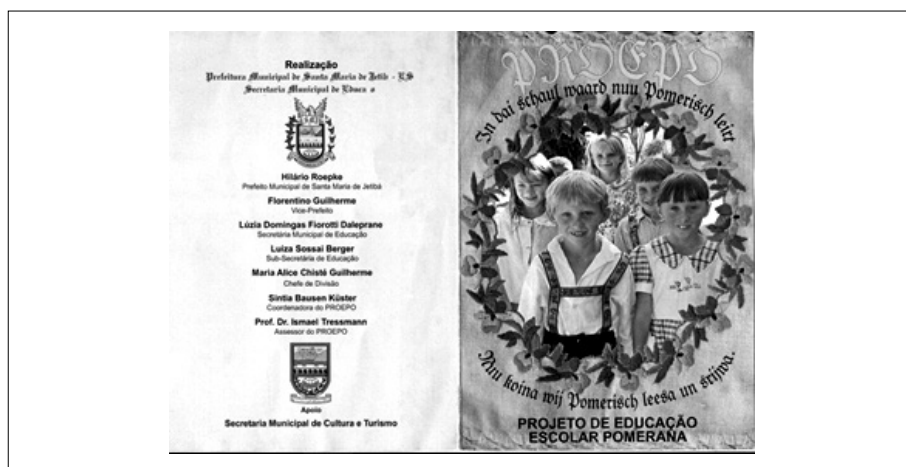 Realização
Prefeitura Municipal de Santa Maria de Jetibá - ES
Secretaria Municipal de Educa o
Hilário Roepke
Prefeito Municipal de Santa Maria de Jetibá
Florentino Guilherme
Vice-Prefeito
Lúzia Domingas Fiorotti Daleprane
Secretária Municipal de Educação
Luiza Sossai Berger
Sub-Secretária de Educação
Maria Alice Chisté Guilherme
Chefe de Divisão
Sintia Bausen Küster
Coordenadora do PROEPO
Prof. Dr. Ismael Tressmann
Assessor do PROEPO
Apoio
Secretaria Municipal de Cultura e Turismo
PROEPO
In dai schaul waard nuu Pomerisch leirt
Nuu koina wij Pomerisch leesa un srijwa.
PROJETO DE EDUCAÇÃO
ESCOLAR POMERANA